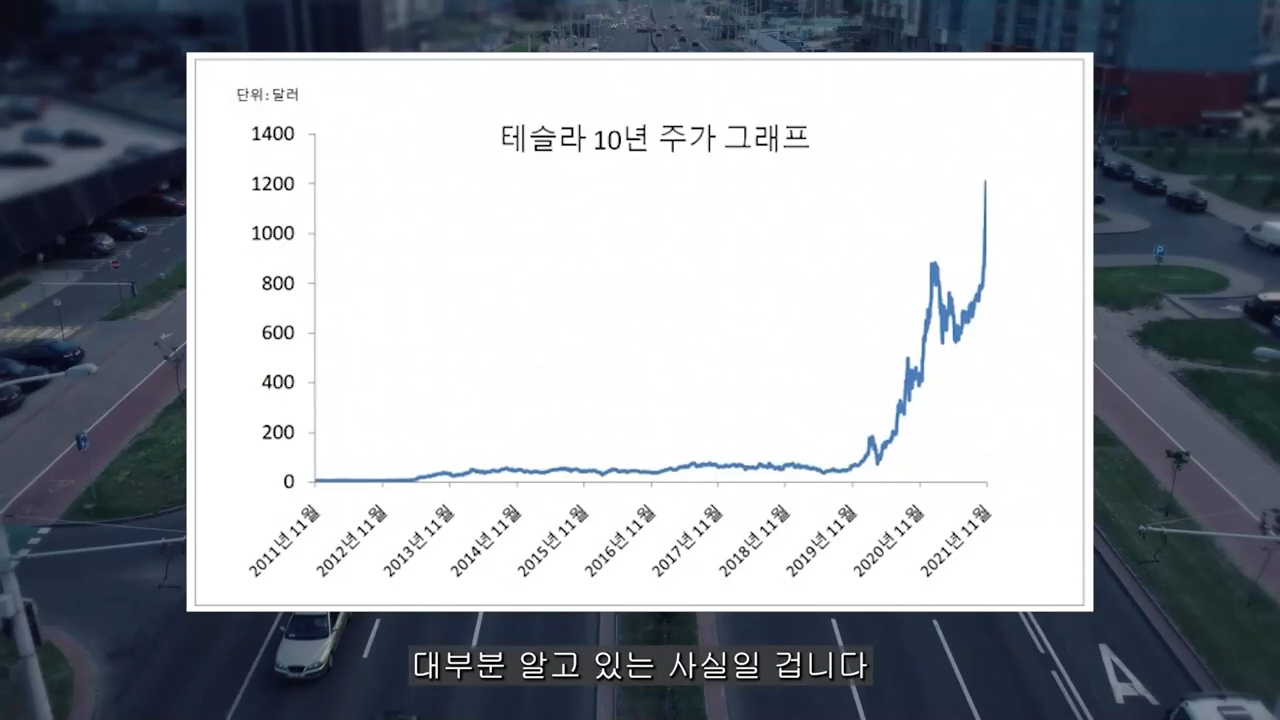 단위:달러
테슬라 10년 주가 그래프
1400
1200
1000
800
600
400
200
0
2011년 11월
2012년 11월
2013년 11월
2014년 11월
2015년 11월
2016년 11월
2017년 11월
2018년 11월
2019년 11월
2020년 11월
2021년 11월
P
A
대부분 알고 있는 사실일 겁니다